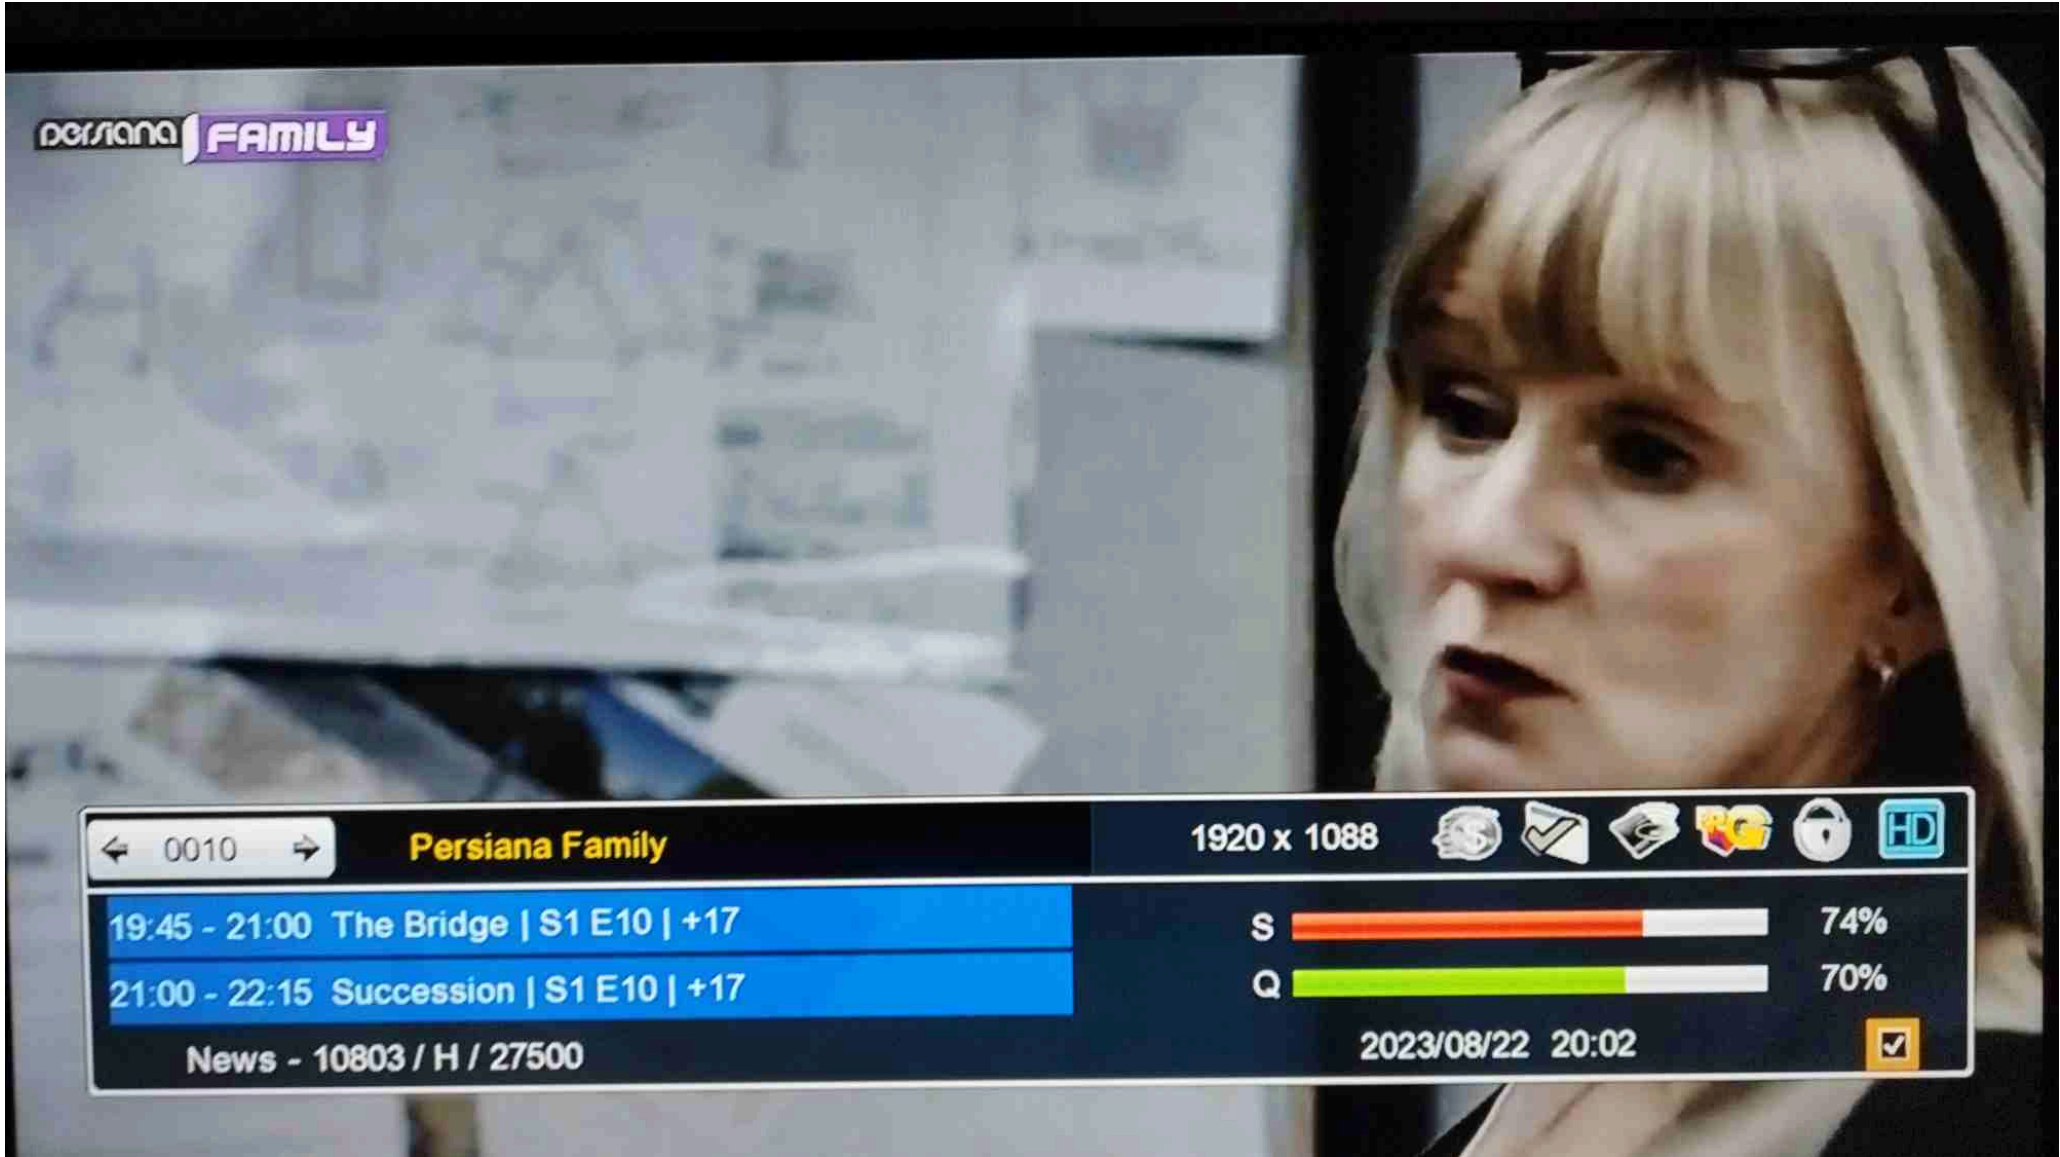 persiana FAMILY
0010 Persiana Family 1920 x 1088 HD
19:45 - 21:00 The Bridge | S1 E10 | +17
S 74%
21:00 - 22:15 Succession | S1 E10 | +17
Q 70%
News - 10803 / H / 27500
2023/08/22 20:02